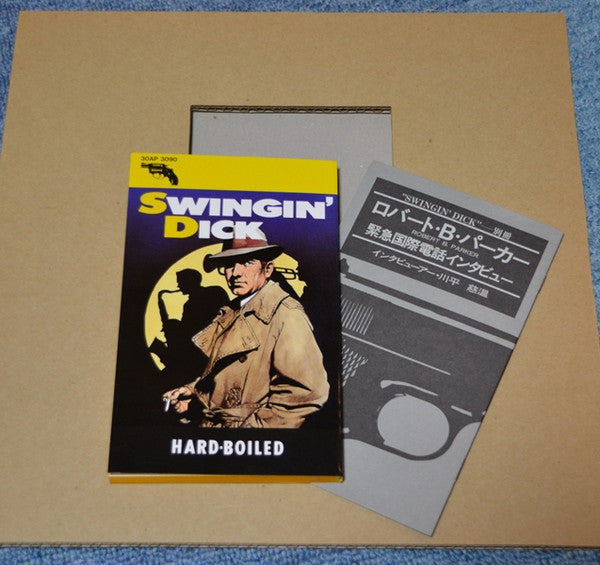 30AP 3090
SWINGIN'
DICK
HARD·BOILED
"SWINGIN' DICK"―別冊
ロバート・B・パーカー
ROBERT B. PARKER
緊急国際電話インタビュー
インタビューアー・川平 慈温